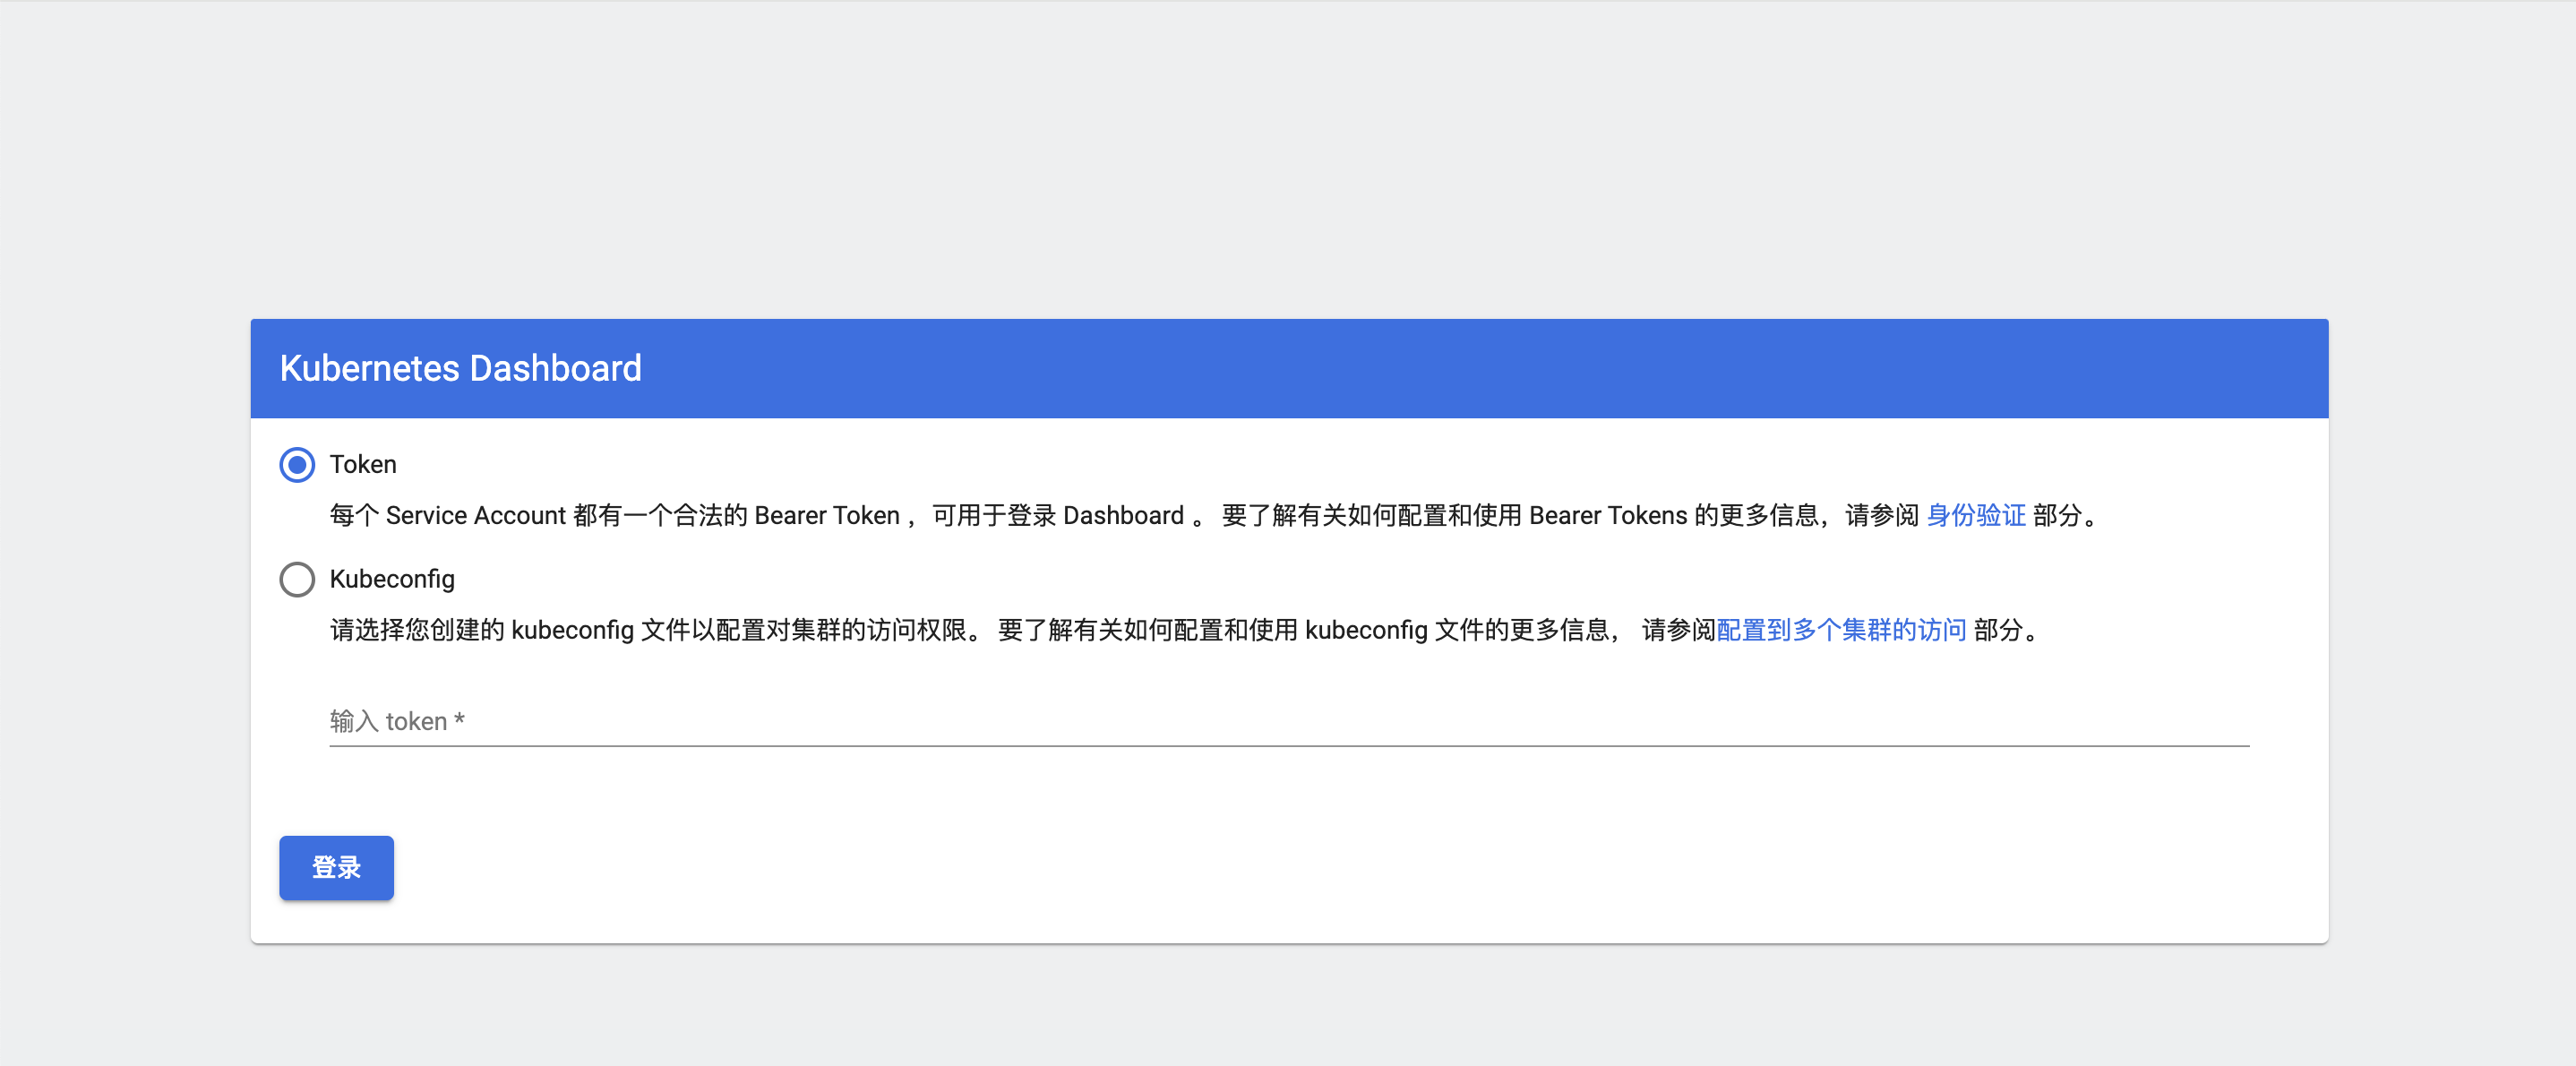 Kubernetes Dashboard
Token
每个 Service Account 都有一个合法的 Bearer Token ，可用于登录 Dashboard 。 要了解有关如何配置和使用 Bearer Tokens 的更多信息，请参阅 身份验证 部分。
Kubeconfig
请选择您创建的 kubeconfig 文件以配置对集群的访问权限。 要了解有关如何配置和使用 kubeconfig 文件的更多信息， 请参阅配置到多个集群的访问 部分。
输入 token *
登录